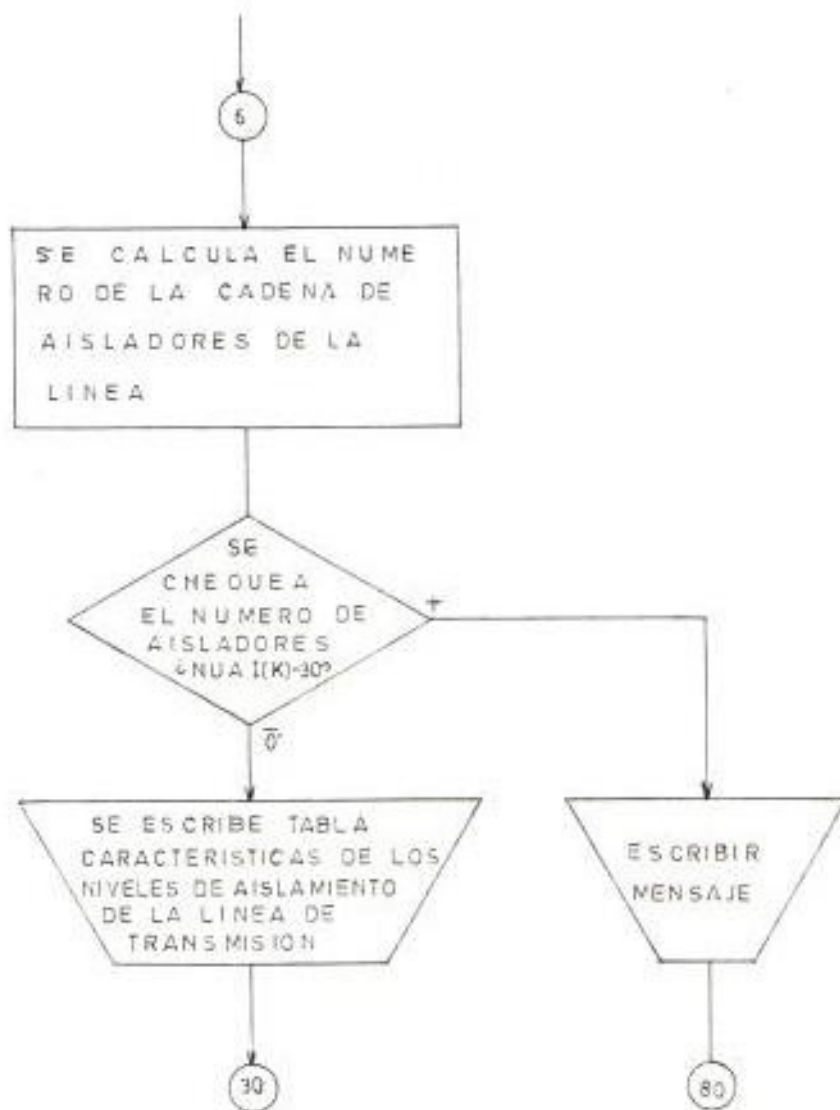 6
SE CALCULA EL NUME
RO DE LA CADENA DE
AISLADORES DE LA
LINEA
SE
CHEQUEA
EL NUMERO DE
AISLADORES
¿NUAI(K)-30?
+
-
0
SE ESCRIBE TABLA
CARACTERISTICAS DE LOS
NIVELES DE AISLAMIENTO
DE LA LINEA DE
TRANSMISION
ESCRIBIR
MENSAJE
30
80